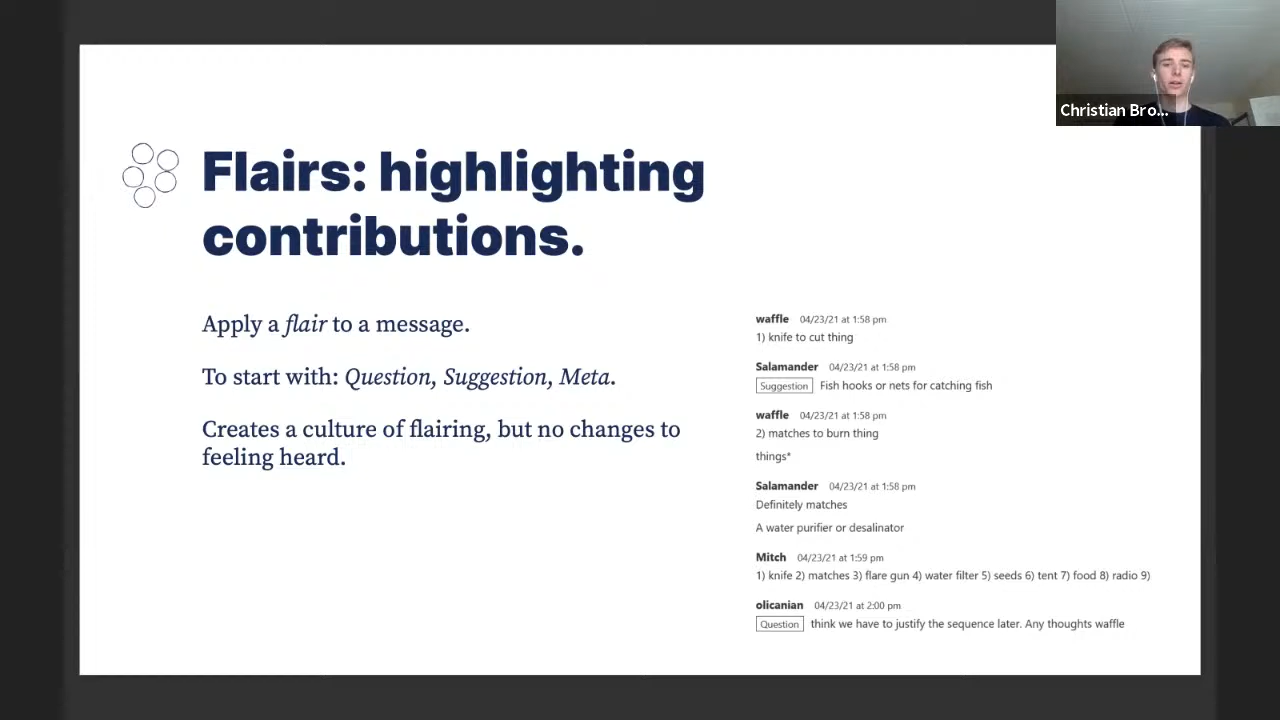 Christian Bro...
Flairs: highlighting
contributions.
Apply a flair to a message.
To start with: Question, Suggestion, Meta.
Creates a culture of flairing, but no changes to
feeling heard.
waffle 04/23/21 at 1:58 pm
1) knife to cut thing
Salamander 04/23/21 at 1:58 pm
Suggestion Fish hooks or nets for catching fish
waffle 04/23/21 at 1:58 pm
2) matches to burn thing
things*
Salamander 04/23/21 at 1:58 pm
Definitely matches
A water purifier or desalinator
Mitch 04/23/21 at 1:59 pm
1) knife 2) matches 3) flare gun 4) water filter 5) seeds 6) tent 7) food 8) radio 9)
olicanian 04/23/21 at 2:00 pm
Question think we have to justify the sequence later. Any thoughts waffle